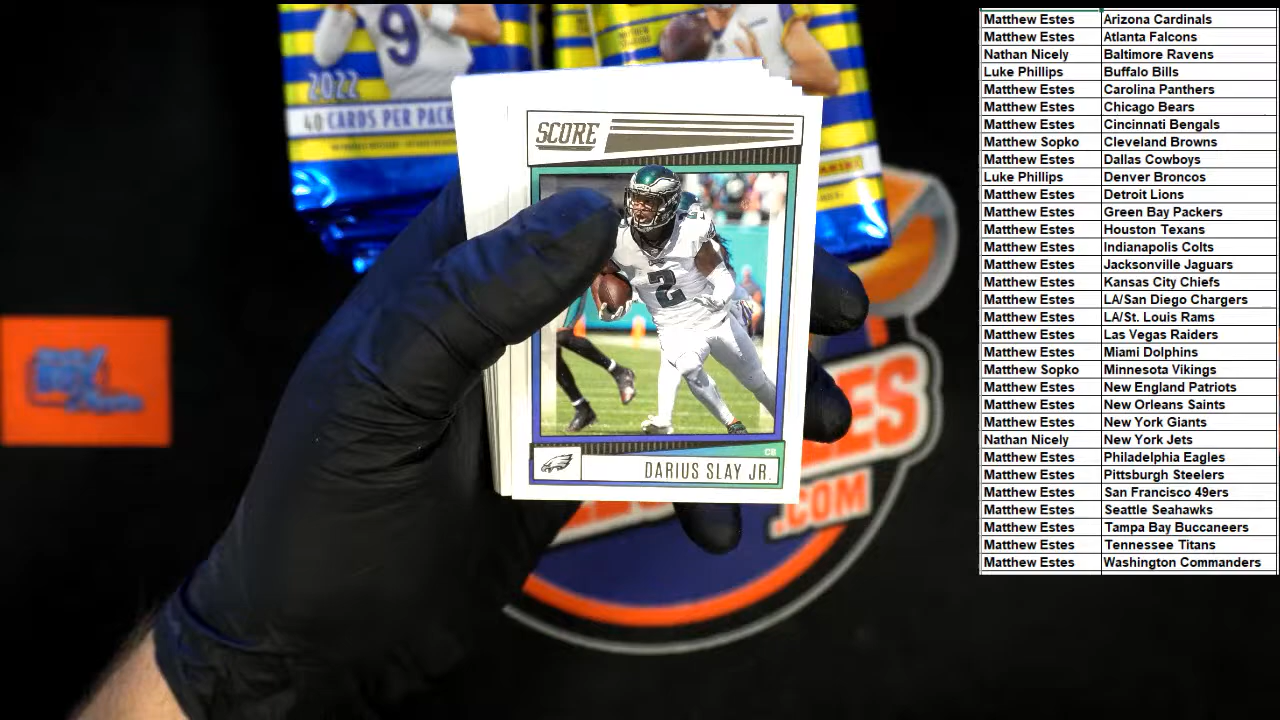 9
2022
40 CARDS PER PACK
SCORE
2
CB
DARIUS SLAY JR.
.COM
Matthew Estes Arizona Cardinals
Matthew Estes Atlanta Falcons
Nathan Nicely Baltimore Ravens
Luke Phillips Buffalo Bills
Matthew Estes Carolina Panthers
Matthew Estes Chicago Bears
Matthew Estes Cincinnati Bengals
Matthew Sopko Cleveland Browns
Matthew Estes Dallas Cowboys
Luke Phillips Denver Broncos
Matthew Estes Detroit Lions
Matthew Estes Green Bay Packers
Matthew Estes Houston Texans
Matthew Estes Indianapolis Colts
Matthew Estes Jacksonville Jaguars
Matthew Estes Kansas City Chiefs
Matthew Estes LA/San Diego Chargers
Matthew Estes LA/St. Louis Rams
Matthew Estes Las Vegas Raiders
Matthew Estes Miami Dolphins
Matthew Sopko Minnesota Vikings
Matthew Estes New England Patriots
Matthew Estes New Orleans Saints
Matthew Estes New York Giants
Nathan Nicely New York Jets
Matthew Estes Philadelphia Eagles
Matthew Estes Pittsburgh Steelers
Matthew Estes San Francisco 49ers
Matthew Estes Seattle Seahawks
Matthew Estes Tampa Bay Buccaneers
Matthew Estes Tennessee Titans
Matthew Estes Washington Commanders